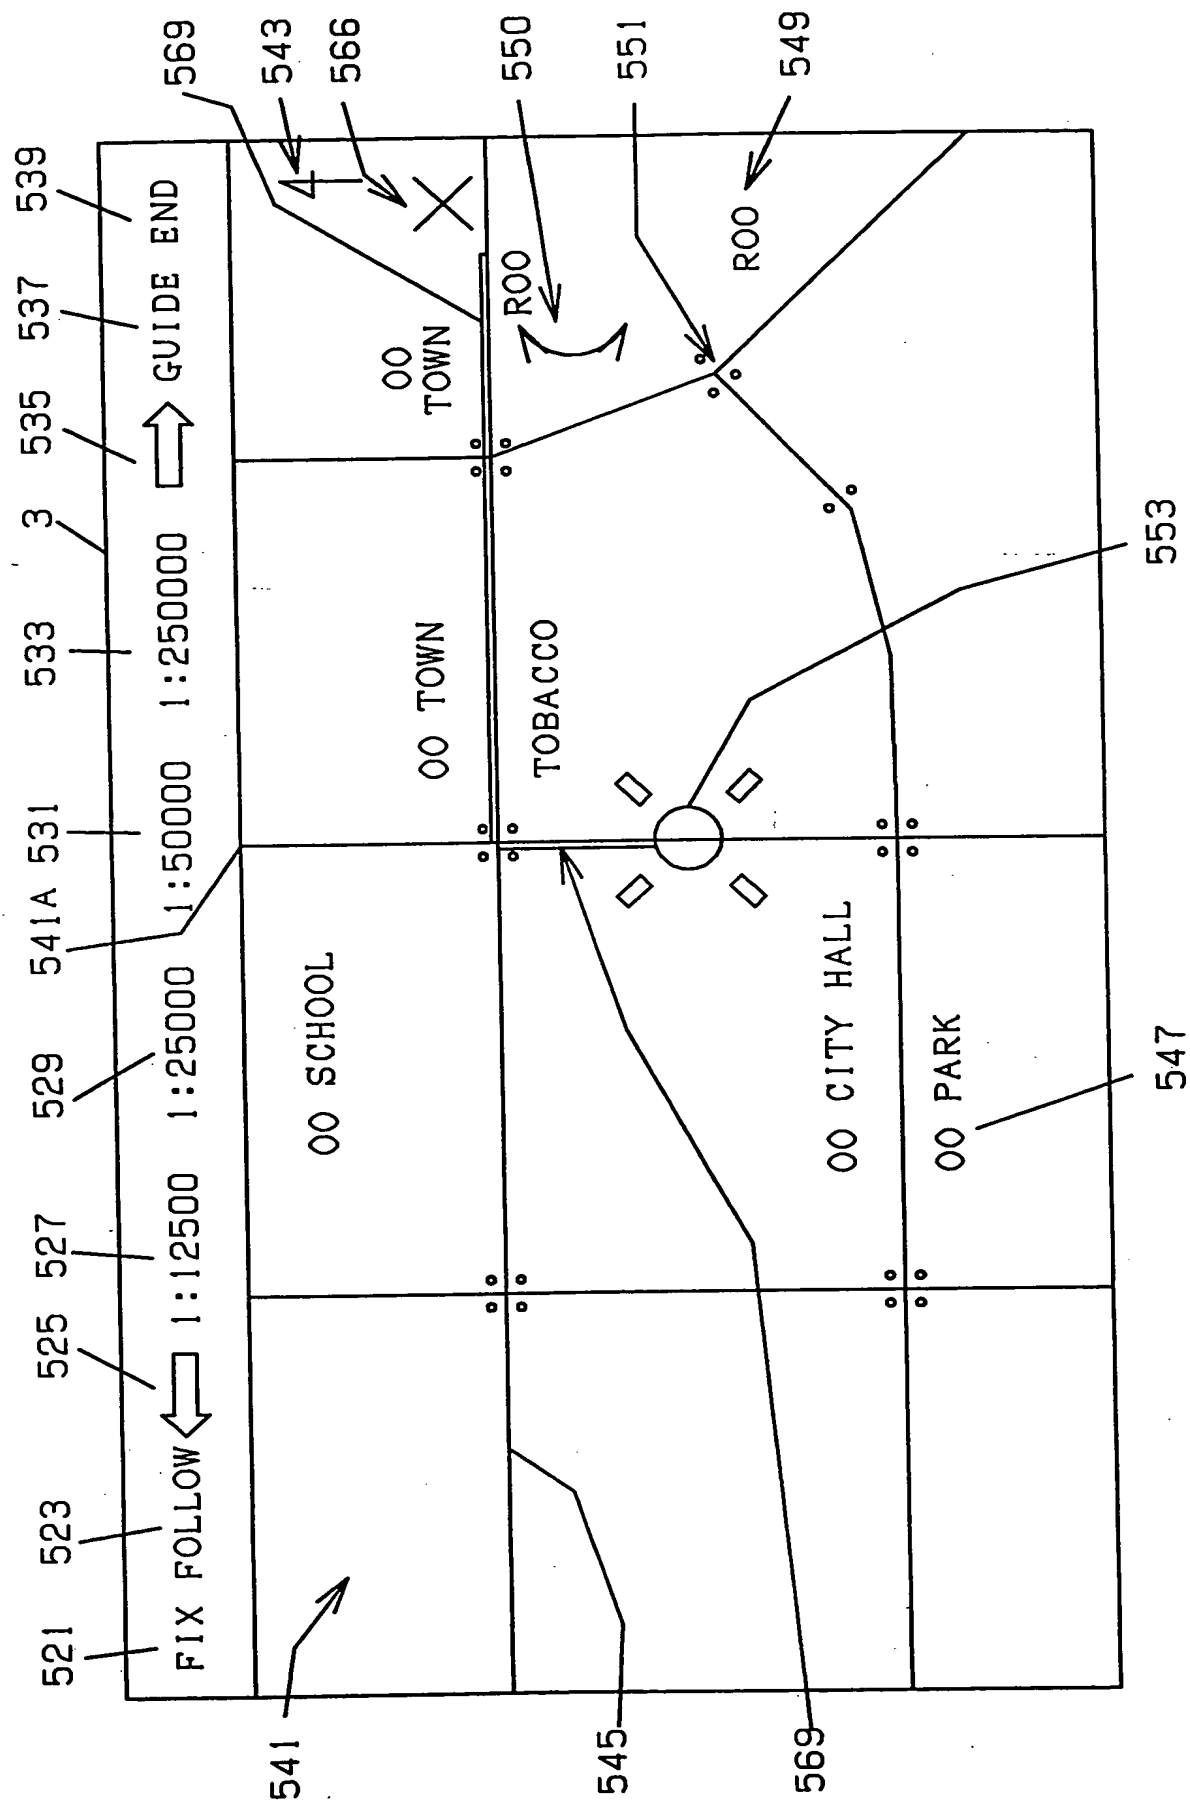 521 523 525 527 529 541A 531 533 3 535 537 539
FIX FOLLOW 1:12500 1:25000 1:50000 1:250000 GUIDE END
569
543
566
541
OO SCHOOL
OO TOWN
OO
TOWN
ROO
550
TOBACCO
545
551
ROO
549
569
OO CITY HALL
OO PARK
547
553